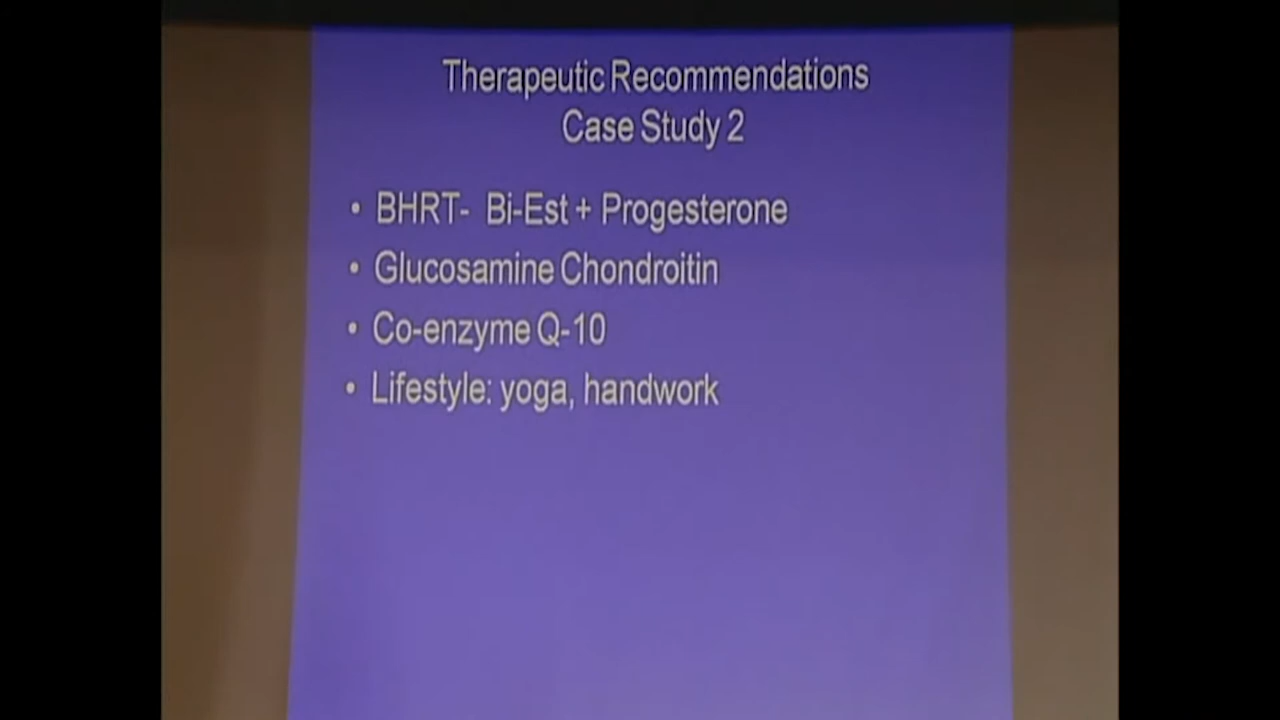 Therapeutic Recommendations
Case Study 2
• BHRT- Bi-Est + Progesterone
• Glucosamine Chondroitin
• Co-enzyme Q-10
• Lifestyle: yoga, handwork